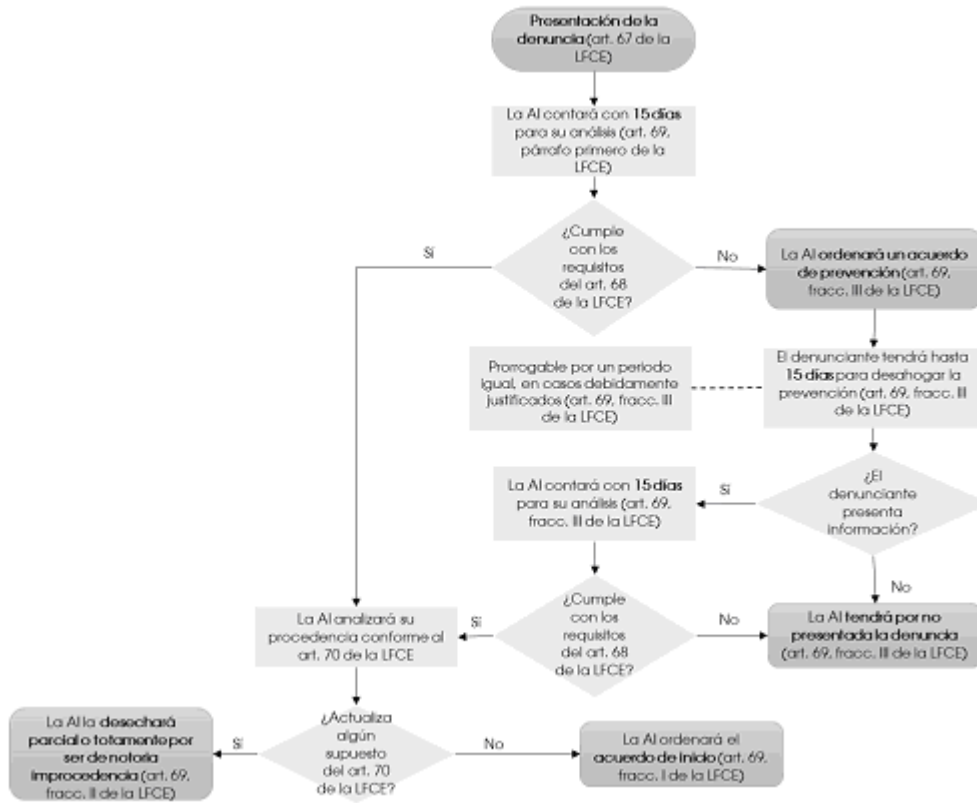 Presentación de la
denuncia (art. 67 de la
LFCE)
La AI contará con 15 días
para su análisis (art. 69,
párrafo primero de la
LFCE)
¿Cumple
con los
requisitos
del art. 68
de la LFCE?
Sí
No
La AI ordenará un acuerdo
de prevención (art. 69,
fracc. III de la LFCE)
Prorrogable por un periodo
igual, en casos debidamente
justificados (art. 69, fracc. III
de la LFCE)
El denunciante tendrá hasta
15 días para desahogar la
prevención (art. 69, fracc. III
de la LFCE)
¿El
denunciante
presenta
información?
Sí
No
La AI contará con 15 días
para su análisis (art. 69,
fracc. III de la LFCE)
¿Cumple
con los
requisitos
del art. 68
de la LFCE?
Sí
No
La AI tendrá por no
presentada la denuncia
(art. 69, fracc. III de la LFCE)
La AI analizará su
procedencia conforme al
art. 70 de la LFCE
¿Actualiza
algún
supuesto
del art. 70
de la LFCE?
Sí
No
La AI la desechará
parcial o totamente por
ser de notoria
improcedencia (art. 69,
fracc. II de la LFCE)
La AI ordenará el
acuerdo de inicio (art. 69,
fracc. I de la LFCE)